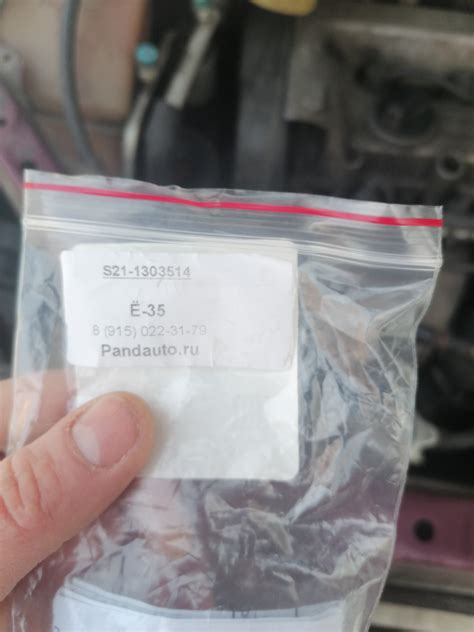 S21-1303514
Ё-35
8 (915) 022-31-79
Pandauto.ru